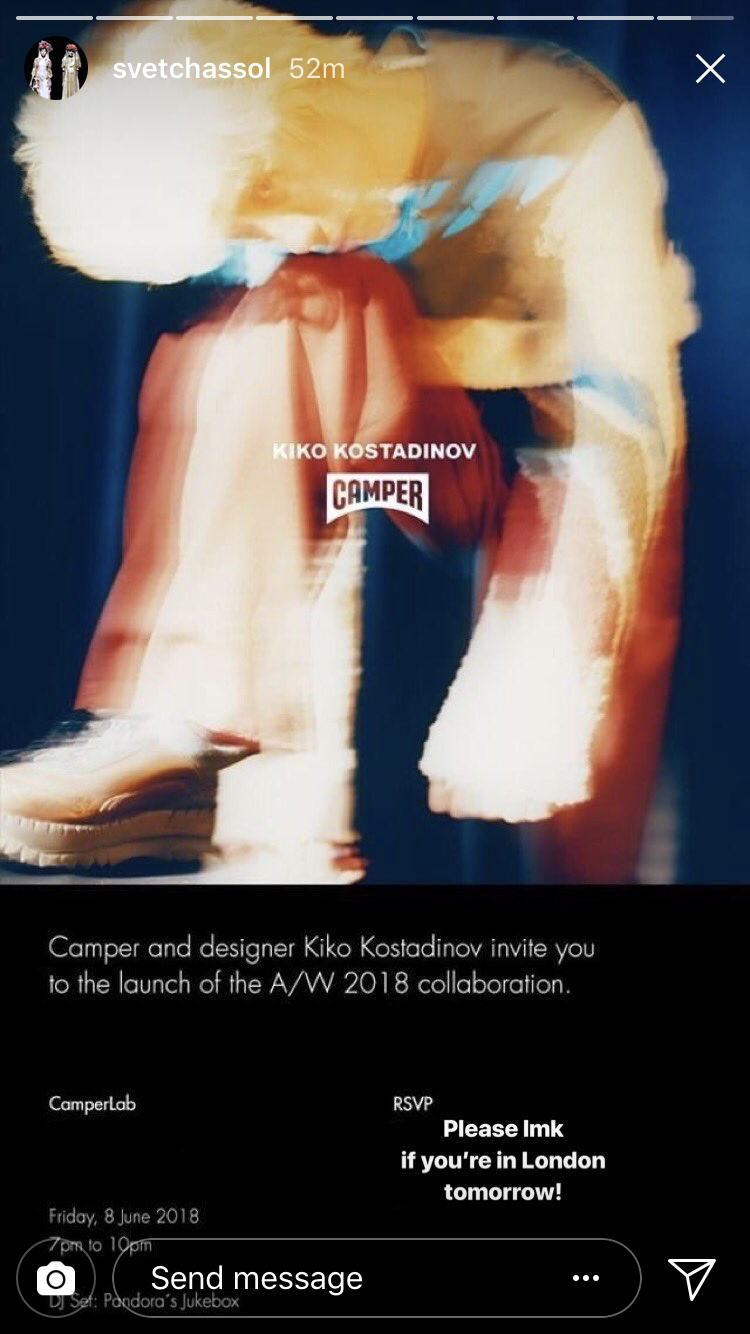 svetchassol 52m
KIKO KOSTADINOV
CAMPER
Camper and designer Kiko Kostadinov invite you
to the launch of the A/W 2018 collaboration.
CamperLab
RSVP
Please lmk
if you're in London
tomorrow!
Friday, 8 June 2018
7pm to 10pm
Send message
DJ Set: Pandora´s Jukebox